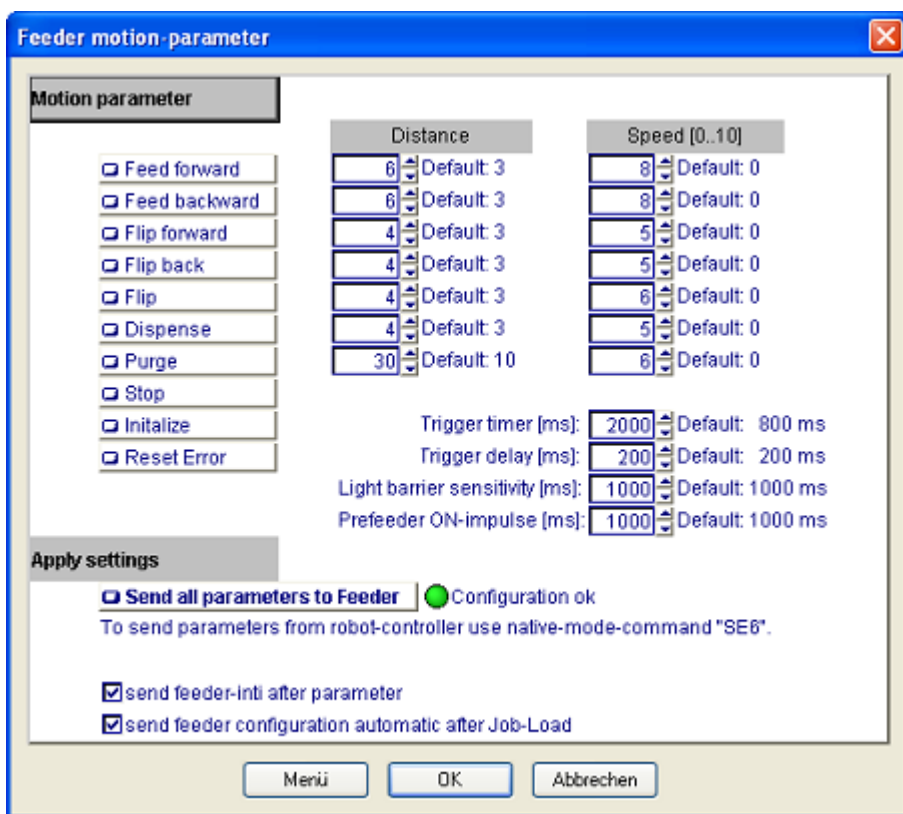 Feeder motion-parameter
Motion parameter
Distance Speed [0..10]
Feed forward 6 Default: 3 8 Default: 0
Feed backward 6 Default: 3 8 Default: 0
Flip forward 4 Default: 3 5 Default: 0
Flip back 4 Default: 3 5 Default: 0
Flip 4 Default: 3 6 Default: 0
Dispense 4 Default: 3 5 Default: 0
Purge 30 Default: 10 6 Default: 0
Stop
Initalize Trigger timer [ms]: 2000 Default: 800 ms
Reset Error Trigger delay [ms]: 200 Default: 200 ms
Light barrier sensitivity [ms]: 1000 Default: 1000 ms
Prefeeder ON-impulse [ms]: 1000 Default: 1000 ms
Apply settings
Send all parameters to Feeder Configuration ok
To send parameters from robot-controller use native-mode-command "SE6".
send feeder-inti after parameter
send feeder configuration automatic after Job-Load
Menü OK Abbrechen